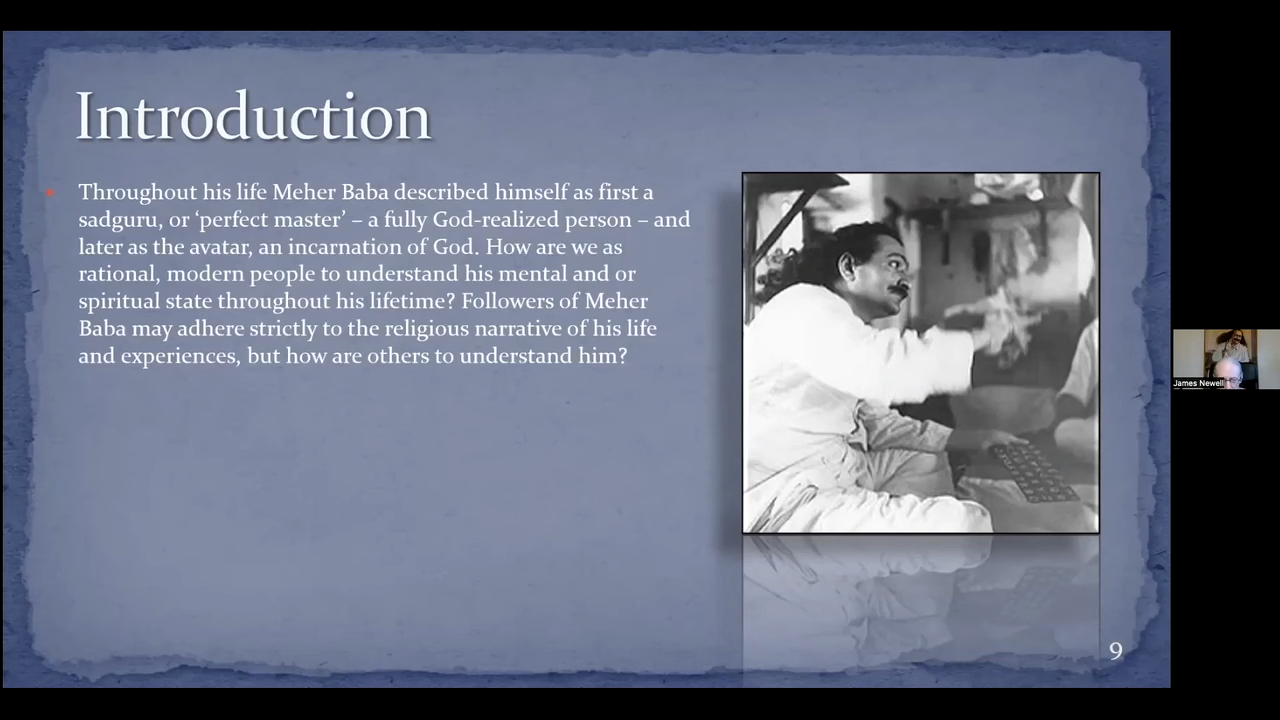 Introduction
Throughout his life Meher Baba described himself as first a
sadguru, or ‘perfect master’ – a fully God-realized person – and
later as the avatar, an incarnation of God. How are we as
rational, modern people to understand his mental and or
spiritual state throughout his lifetime? Followers of Meher
Baba may adhere strictly to the religious narrative of his life
and experiences, but how are others to understand him?
James Newell
9